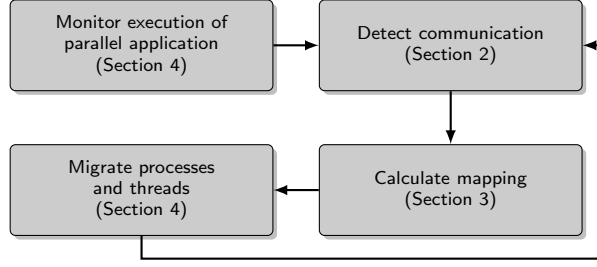 Monitor execution of
parallel application
(Section 4)
Detect communication
(Section 2)
Migrate processes
and threads
(Section 4)
Calculate mapping
(Section 3)